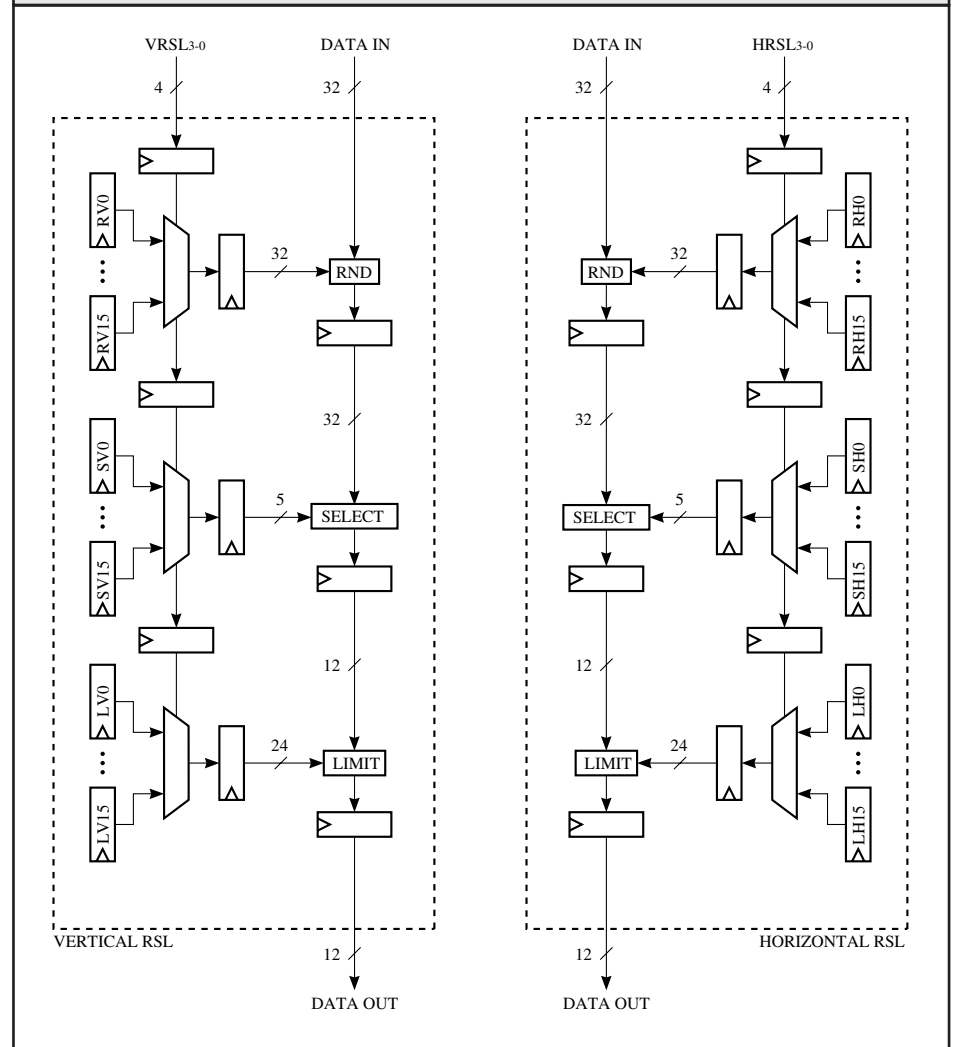 VRSL3-0
DATA IN
4
32
RV0
RV15
32
RND
32
SV0
SV15
5
SELECT
12
LV0
LV15
24
LIMIT
VERTICAL RSL
12
DATA OUT
DATA IN
HRSL3-0
32
4
RH0
RH15
RND
32
32
SH0
SH15
SELECT
5
12
LH0
LH15
LIMIT
24
HORIZONTAL RSL
12
DATA OUT